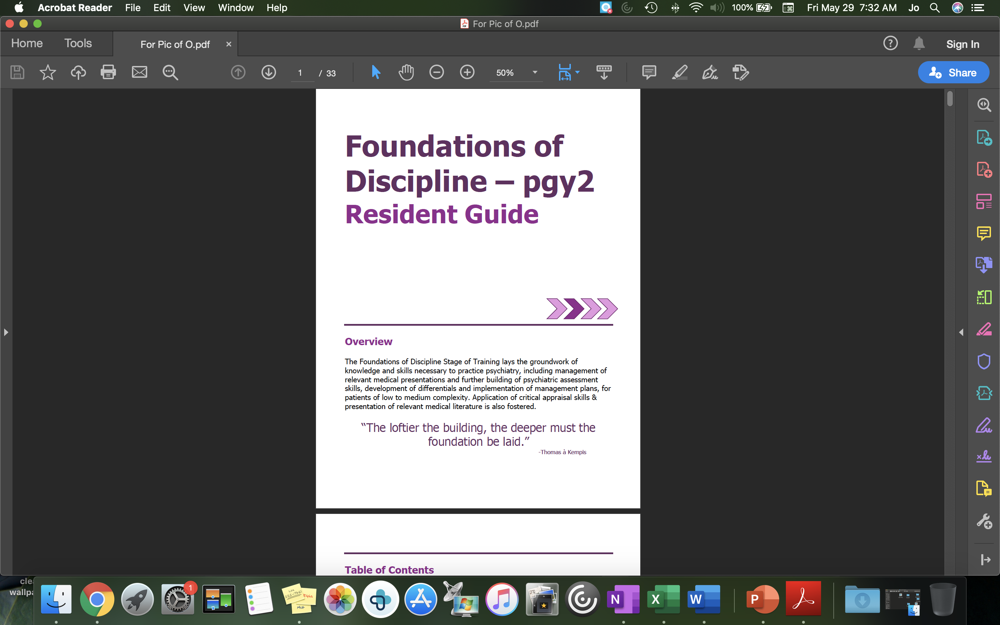 Acrobat Reader File Edit View Window Help 100% Fri May 29 7:32 AM Jo
For Pic of O.pdf
Home Tools For Pic of O.pdf × Sign In
1 / 33 50% Share
Foundations of
Discipline – pgy2
Resident Guide
Overview
The Foundations of Discipline Stage of Training lays the groundwork of
knowledge and skills necessary to practice psychiatry, including management of
relevant medical presentations and further building of psychiatric assessment
skills, development of differentials and implementation of management plans, for
patients of low to medium complexity. Application of critical appraisal skills &
presentation of relevant medical literature is also fostered.
“The loftier the building, the deeper must the
foundation be laid.”
-Thomas à Kempis
Table of Contents
clea
wallpa
1
EGGS
MILK
N X W P